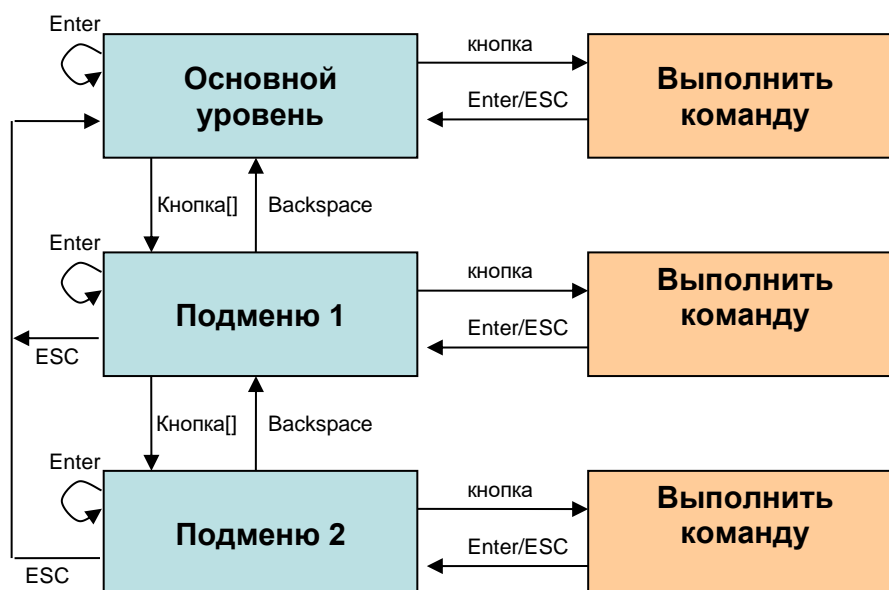 Enter
кнопка
Основной
уровень
Выполнить
команду
Enter/ESC
Кнопка[]
Backspace
Enter
кнопка
Подменю 1
Выполнить
команду
Enter/ESC
ESC
Кнопка[]
Backspace
Enter
кнопка
Подменю 2
Выполнить
команду
Enter/ESC
ESC